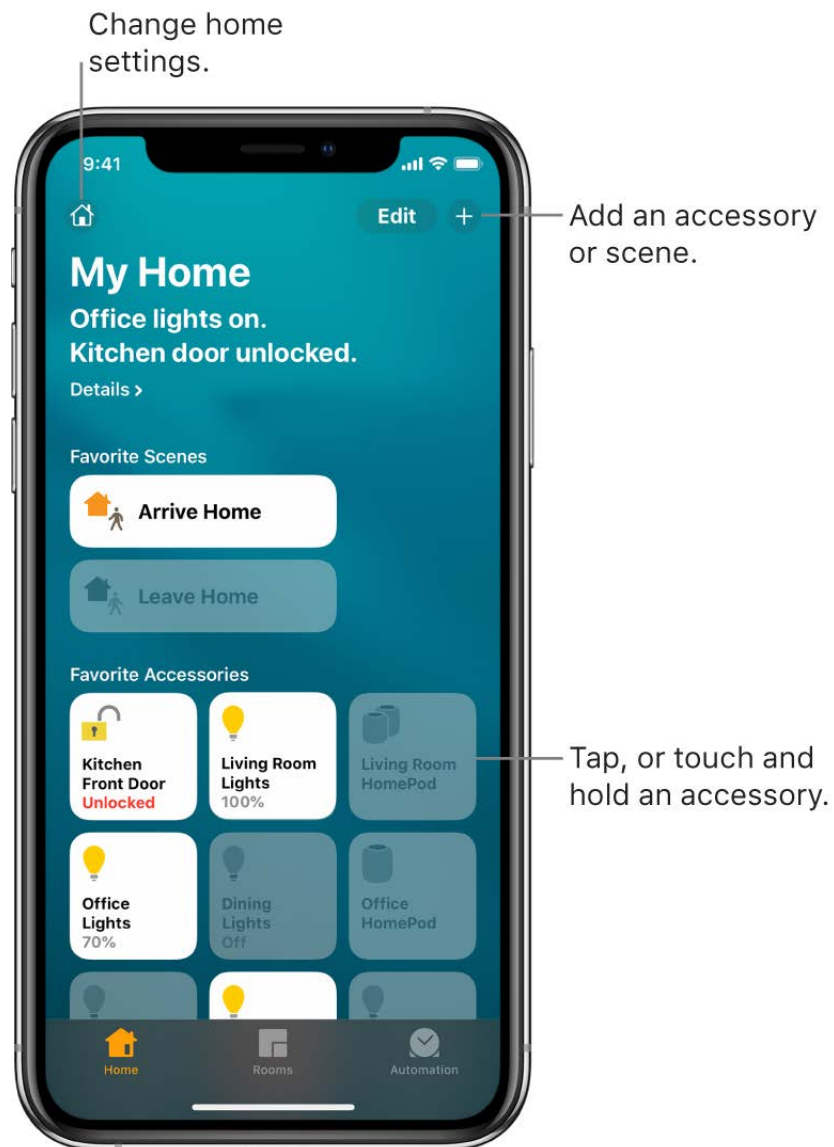 Change home
settings.
9:41
Edit
Add an accessory
or scene.
My Home
Office lights on.
Kitchen door unlocked.
Details >
Favorite Scenes
Arrive Home
Leave Home
Favorite Accessories
Kitchen
Front Door
Unlocked
Living Room
Lights
100%
Living Room
HomePod
Tap, or touch and
hold an accessory.
Office
Lights
70%
Dining
Lights
Off
Office
HomePod
Home
Rooms
Automation